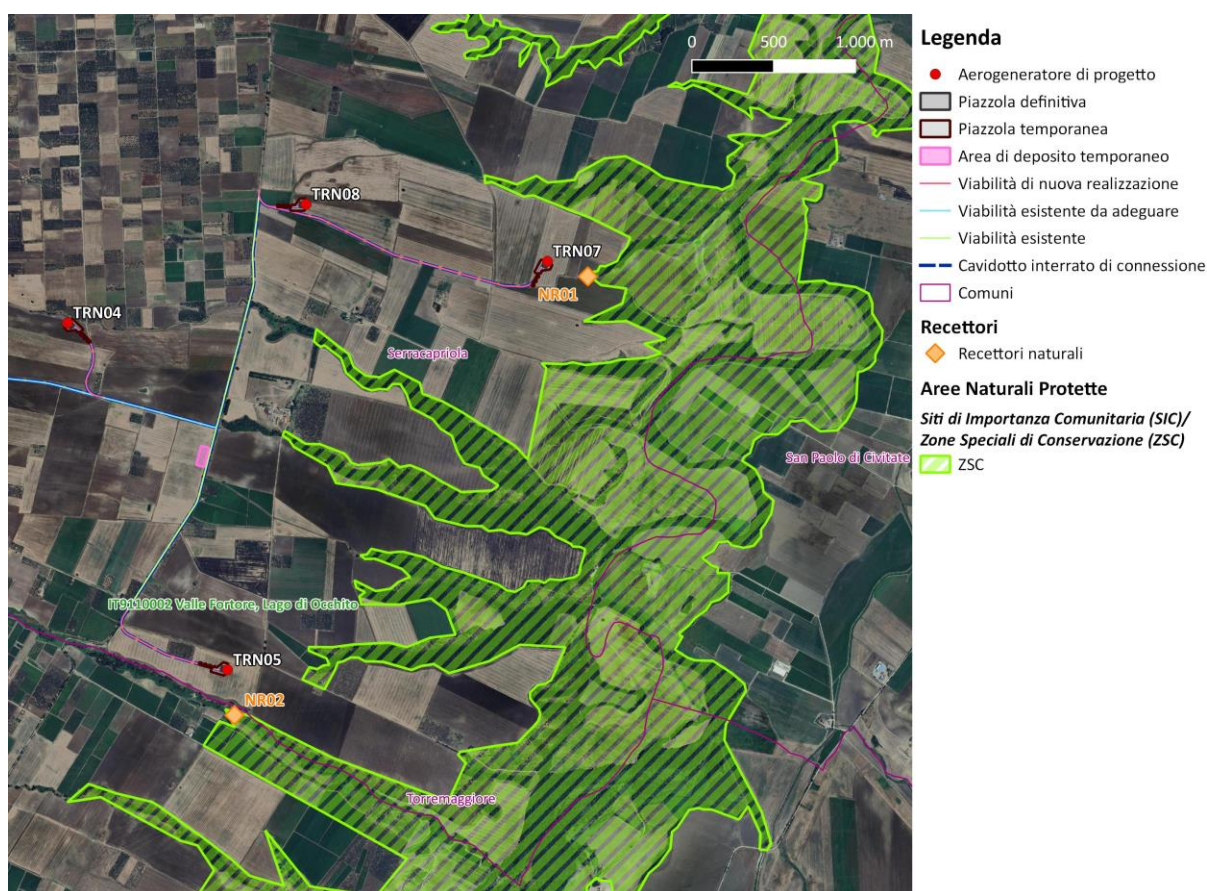 0 500 1.000 m
TRN08
TRN07
NR01
TRN04
Serracapriola
San Paolo di Civitate
IT9110002 Valle Fortore, Lago di Occhito
TRN05
NR02
Torremaggiore
Legenda
Aerogeneratore di progetto
Piazzola definitiva
Piazzola temporanea
Area di deposito temporaneo
Viabilità di nuova realizzazione
Viabilità esistente da adeguare
Viabilità esistente
Cavidotto interrato di connessione
Comuni
Recettori
Recettori naturali
Aree Naturali Protette
Siti di Importanza Comunitaria (SIC)/
Zone Speciali di Conservazione (ZSC)
ZSC